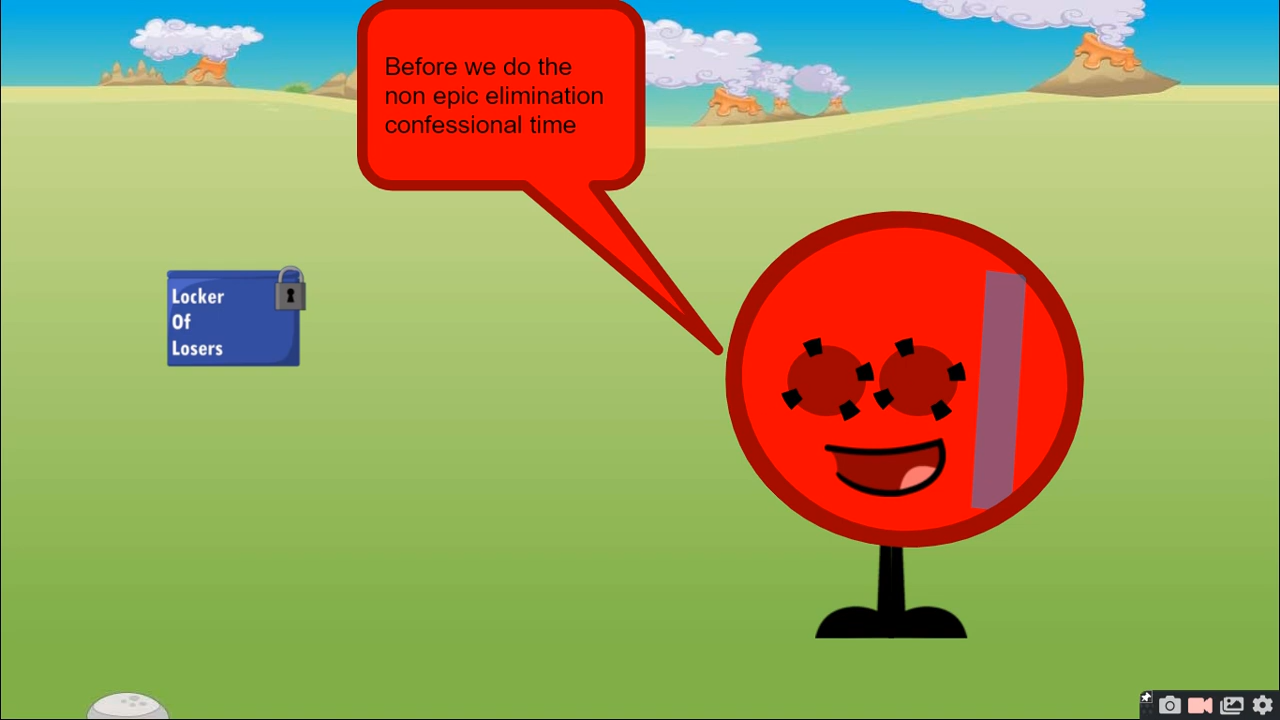 Before we do the
non epic elimination
confessional time
Locker
Of
Losers